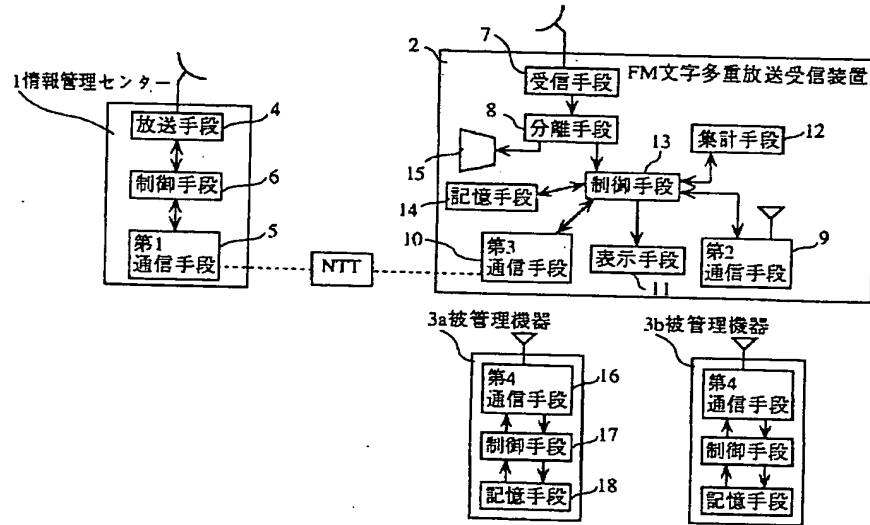 1情報管理センター
放送手段
4
制御手段
6
第1
通信手段
5
NTT
2
FM文字多重放送受信装置
7
受信手段
8
分離手段
15
13
集計手段
12
制御手段
記憶手段
14
10
第3
通信手段
表示手段
11
第2
通信手段
9
3a被管理機器
第4
通信手段
16
制御手段
17
記憶手段
18
3b被管理機器
第4
通信手段
制御手段
記憶手段